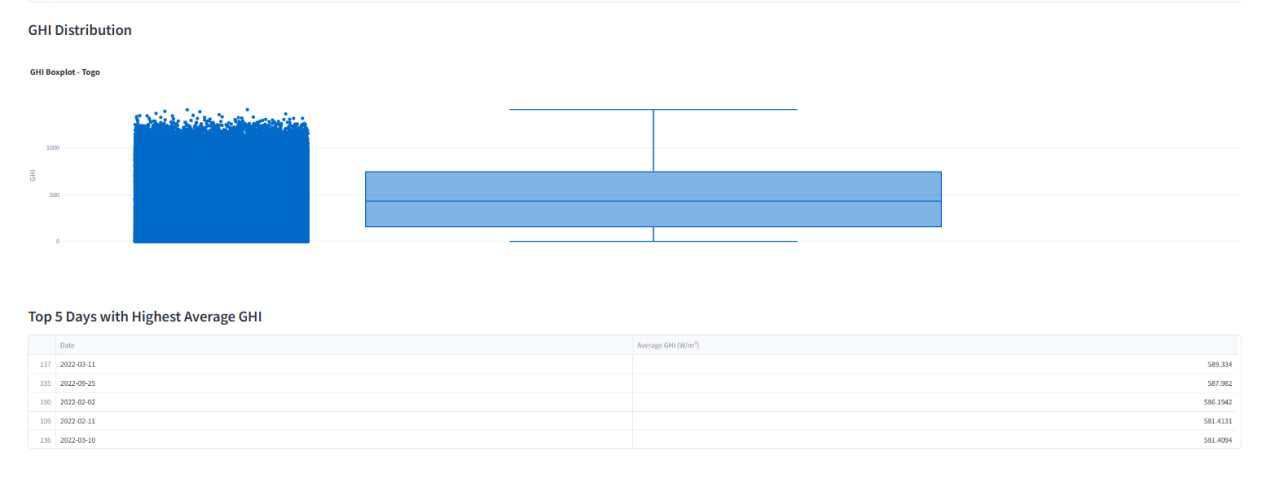 GHI Distribution
GHI Boxplot - Togo
1000
500
0
GHI
Top 5 Days with Highest Average GHI
Date Average GHI (W/m²)
137 2022-03-11 589.334
335 2022-09-25 587.982
100 2022-02-02 586.1942
109 2022-02-11 581.4131
136 2022-03-10 581.4094